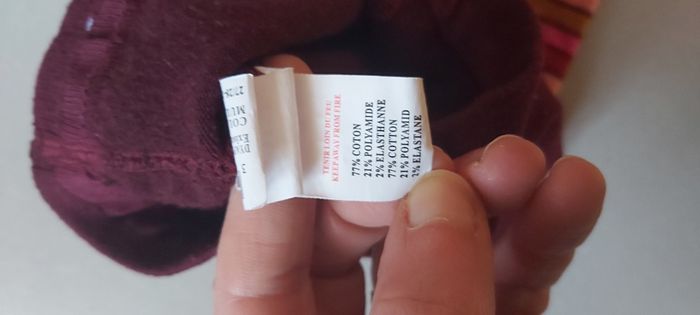 TENIR LOIN DU FEU
KEEP AWAY FROM FIRE
77% COTON
21% POLYAMIDE
2% ELASTHANNE
77% COTTON
21% POLYAMID
ELASTANE